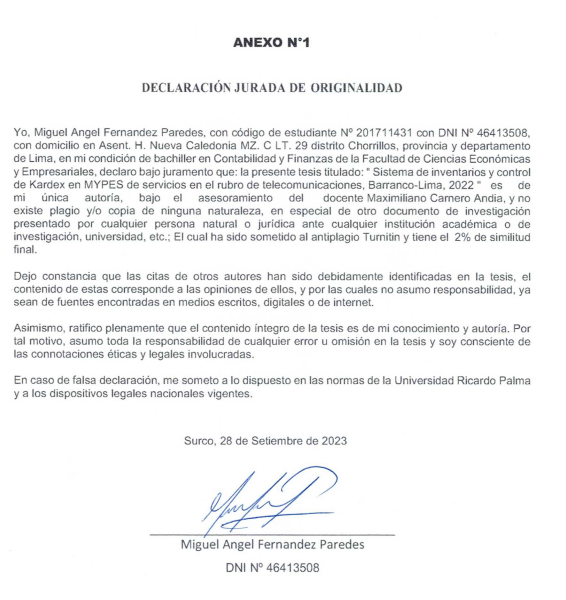 ANEXO N°1
DECLARACIÓN JURADA DE ORIGINALIDAD
Yo, Miguel Angel Fernandez Paredes, con código de estudiante Nº 201711431 con DNI Nº 46413508,
con domicilio en Asent. H. Nueva Caledonia MZ. C LT. 29 distrito Chorrillos, provincia y departamento
de Lima, en mi condición de bachiller en Contabilidad y Finanzas de la Facultad de Ciencias Económicas
y Empresariales, declaro bajo juramento que: la presente tesis titulado: " Sistema de inventarios y control
de Kardex en MYPES de servicios en el rubro de telecomunicaciones, Barranco-Lima, 2022 " es de
mi única autoría, bajo el asesoramiento del docente Maximiliano Carnero Andia, y no
existe plagio y/o copia de ninguna naturaleza, en especial de otro documento de investigación
presentado por cualquier persona natural o jurídica ante cualquier institución académica o de
investigación, universidad, etc.; El cual ha sido sometido al antiplagio Turnitin y tiene el 2% de similitud
final.
Dejo constancia que las citas de otros autores han sido debidamente identificadas en la tesis, el
contenido de estas corresponde a las opiniones de ellos, y por las cuales no asumo responsabilidad, ya
sean de fuentes encontradas en medios escritos, digitales o de internet.
Asimismo, ratifico plenamente que el contenido íntegro de la tesis es de mi conocimiento y autoría. Por
tal motivo, asumo toda la responsabilidad de cualquier error u omisión en la tesis y soy consciente de
las connotaciones éticas y legales involucradas.
En caso de falsa declaración, me someto a lo dispuesto en las normas de la Universidad Ricardo Palma
y a los dispositivos legales nacionales vigentes.
Surco, 28 de Setiembre de 2023
Miguel Angel Fernandez Paredes
DNI Nº 46413508